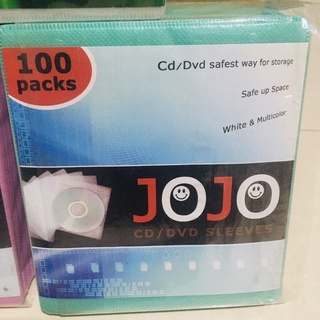 100
packs
Cd/Dvd safest way for storage
Safe up Space
White & Multicolor
JOJO
CD/DVD SLEEVES